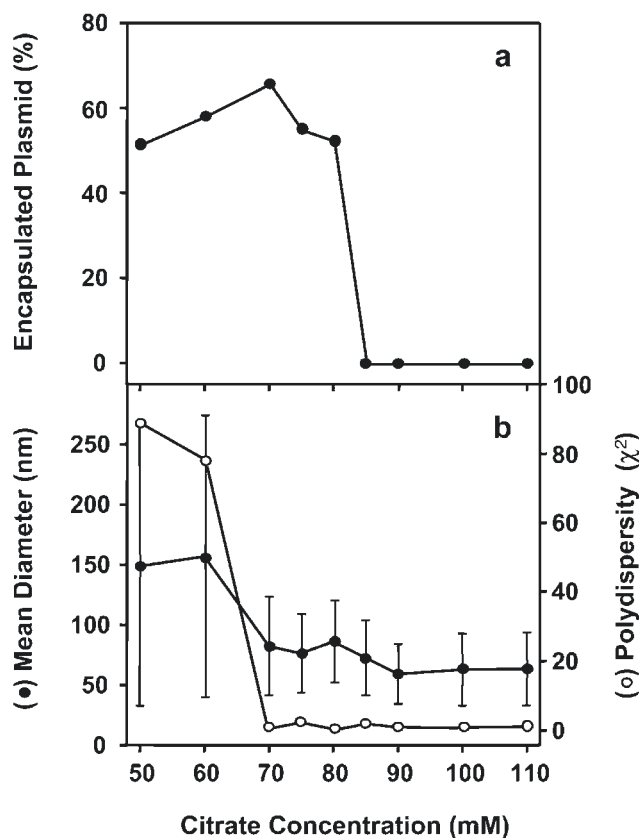 80
60
40
20
0
Encapsulated Plasmid (%)
a
b
100
80
60
40
20
0
250
200
150
100
50
0
(●) Mean Diameter (nm)
(o) Polydispersity (χ²)
50 60 70 80 90 100 110
Citrate Concentration (mM)